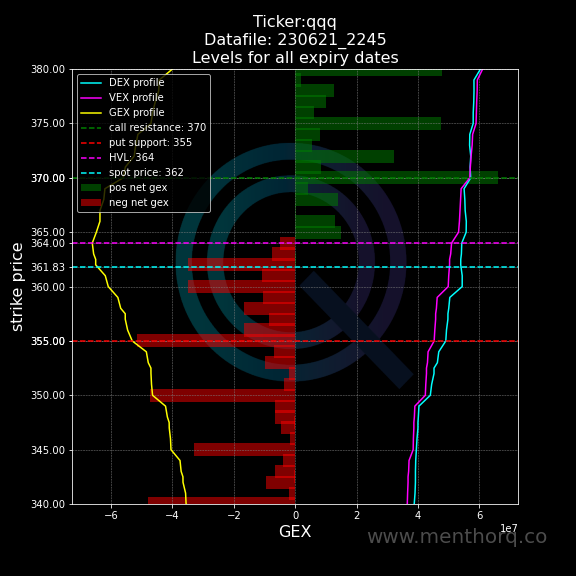 Ticker:qqq
Datafile: 230621_2245
Levels for all expiry dates
DEX profile
VEX profile
GEX profile
call resistance: 370
put support: 355
HVL: 364
spot price: 362
pos net gex
neg net gex
strike price
380.00
375.00
370.00
365.00
364.00
361.83
360.00
355.00
350.00
345.00
340.00
−6
−4
−2
0
2
4
6
1e7
GEX
www.menthorq.co